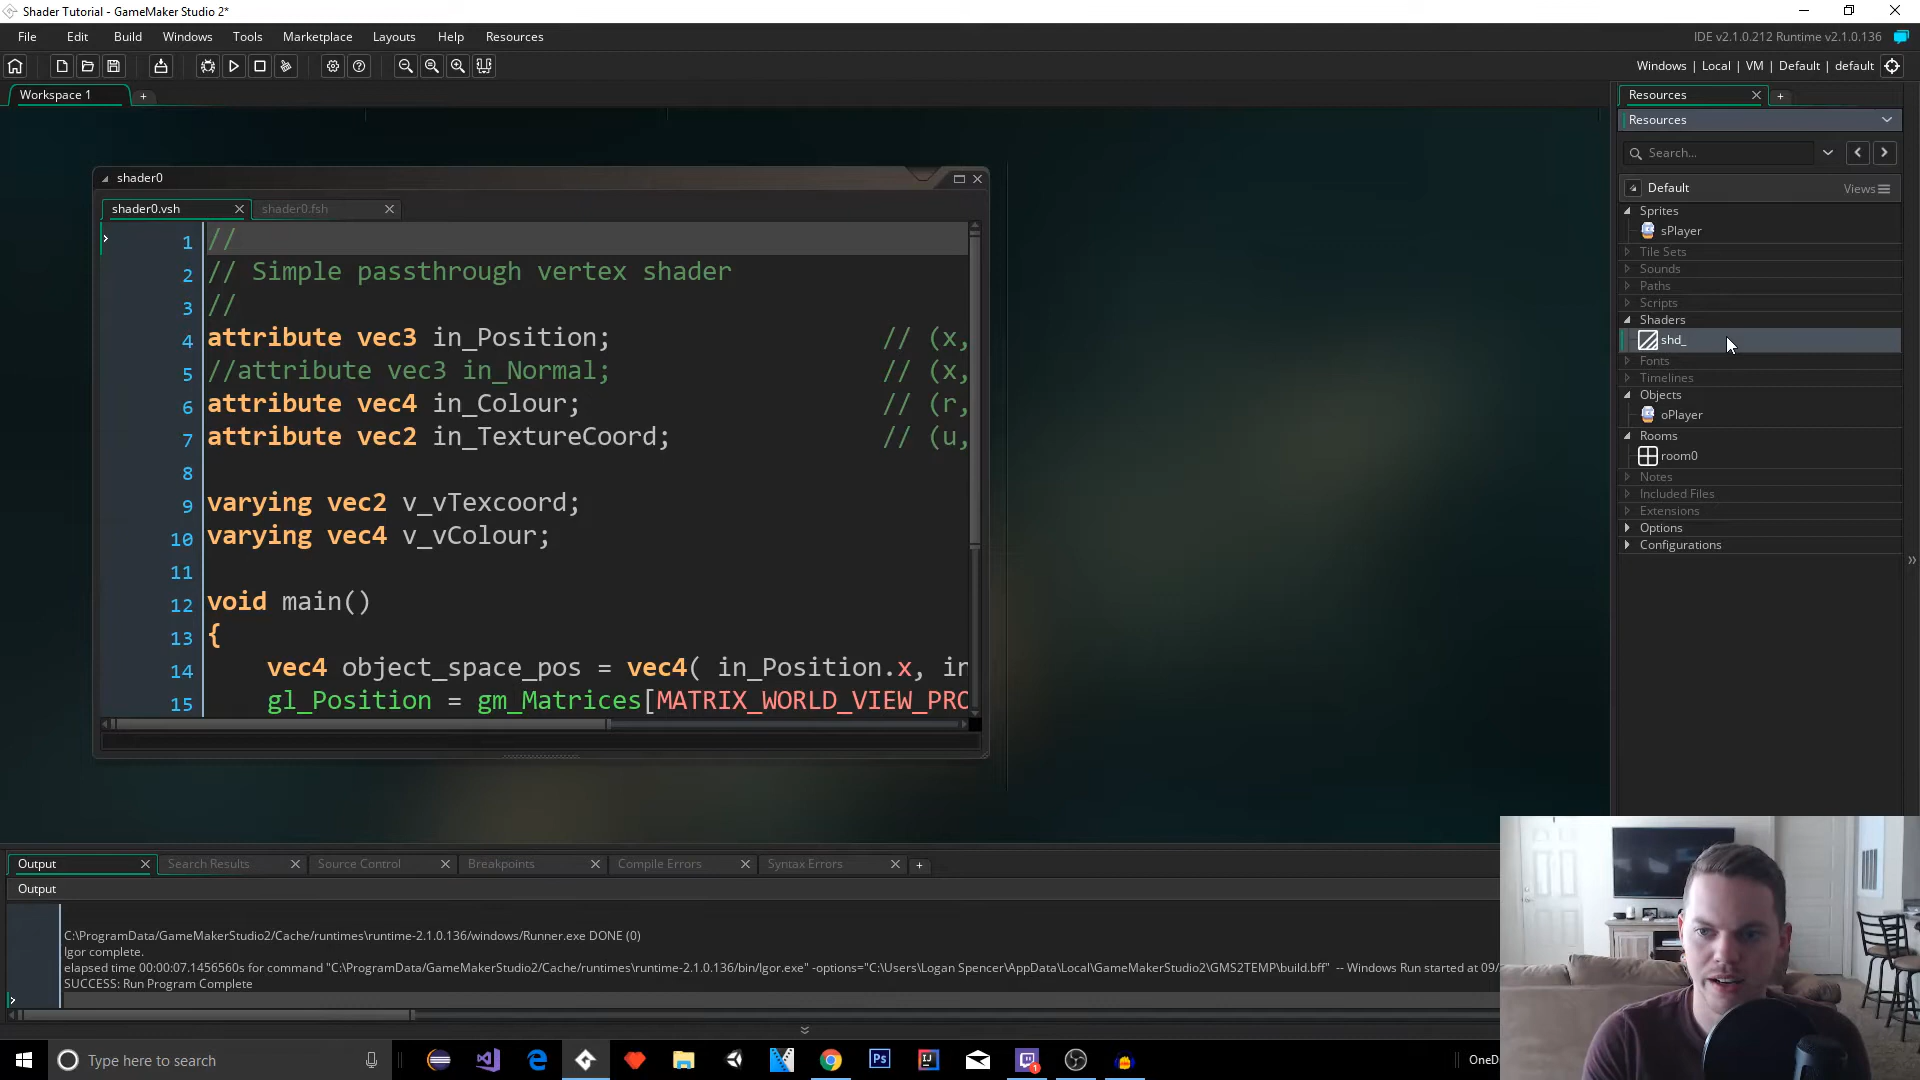 Shader Tutorial - GameMaker Studio 2*
File Edit Build Windows Tools Marketplace Layouts Help Resources
IDE v2.1.0.212 Runtime v2.1.0.136
Windows | Local | VM | Default | default
Workspace 1
+
Resources
+
Resources
Search...
Default
Views
Sprites
sPlayer
Tile Sets
Sounds
Paths
Scripts
Shaders
shd_
Fonts
Timelines
Objects
oPlayer
Rooms
room0
Notes
Included Files
Extensions
Options
Configurations
shader0
shader0.vsh shader0.fsh
1 //
2 // Simple passthrough vertex shader
3 //
4 attribute vec3 in_Position; // (x,
5 //attribute vec3 in_Normal; // (x,
6 attribute vec4 in_Colour; // (r,
7 attribute vec2 in_TextureCoord; // (u,
8
9 varying vec2 v_vTexcoord;
10 varying vec4 v_vColour;
11
12 void main()
13 {
14 vec4 object_space_pos = vec4( in_Position.x, in
15 gl_Position = gm_Matrices[MATRIX_WORLD_VIEW_PRO
Output Search Results Source Control Breakpoints Compile Errors Syntax Errors +
Output
C:\ProgramData/GameMakerStudio2/Cache/runtimes\runtime-2.1.0.136/windows/Runner.exe DONE (0)
Igor complete.
elapsed time 00:00:07.1456560s for command "C:\ProgramData/GameMakerStudio2/Cache/runtimes\runtime-2.1.0.136/bin/Igor.exe" -options="C:\Users\Logan Spencer\AppData\Local\GameMakerStudio2\GMS2TEMP\build.bff" -- Windows Run started at 09/
SUCCESS: Run Program Complete
Type here to search
Ps
IJ
1
OneD